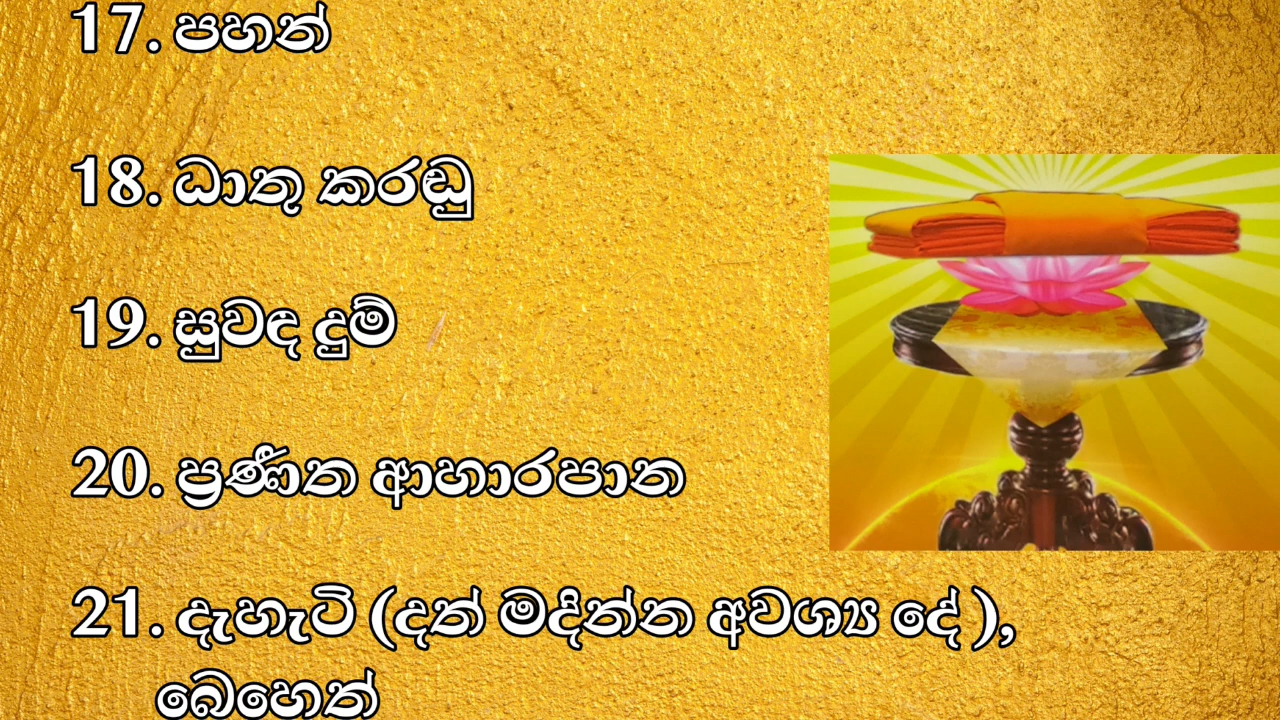 17. පහන්
18. ධාතු කරඬු
19. සුවඳ දුම්
20. ප්‍රණීත ආහාරපාන
21. දැහැටි (දත් මදින්න අවශ්‍ය දේ ),
බෙහෙත්